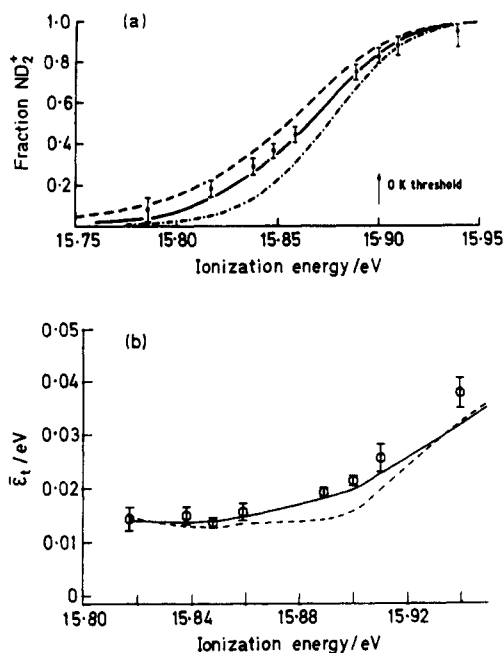 (a)
Fraction ND₂⁺
1·0
0·8
0·6
0·4
0·2
0 K threshold
15·75 15·80 15·85 15·90 15·95
Ionization energy /eV
(b)
ε̄ₜ / eV
0·05
0·04
0·03
0·02
0·01
0
15·80 15·84 15·88 15·92
Ionization energy /eV